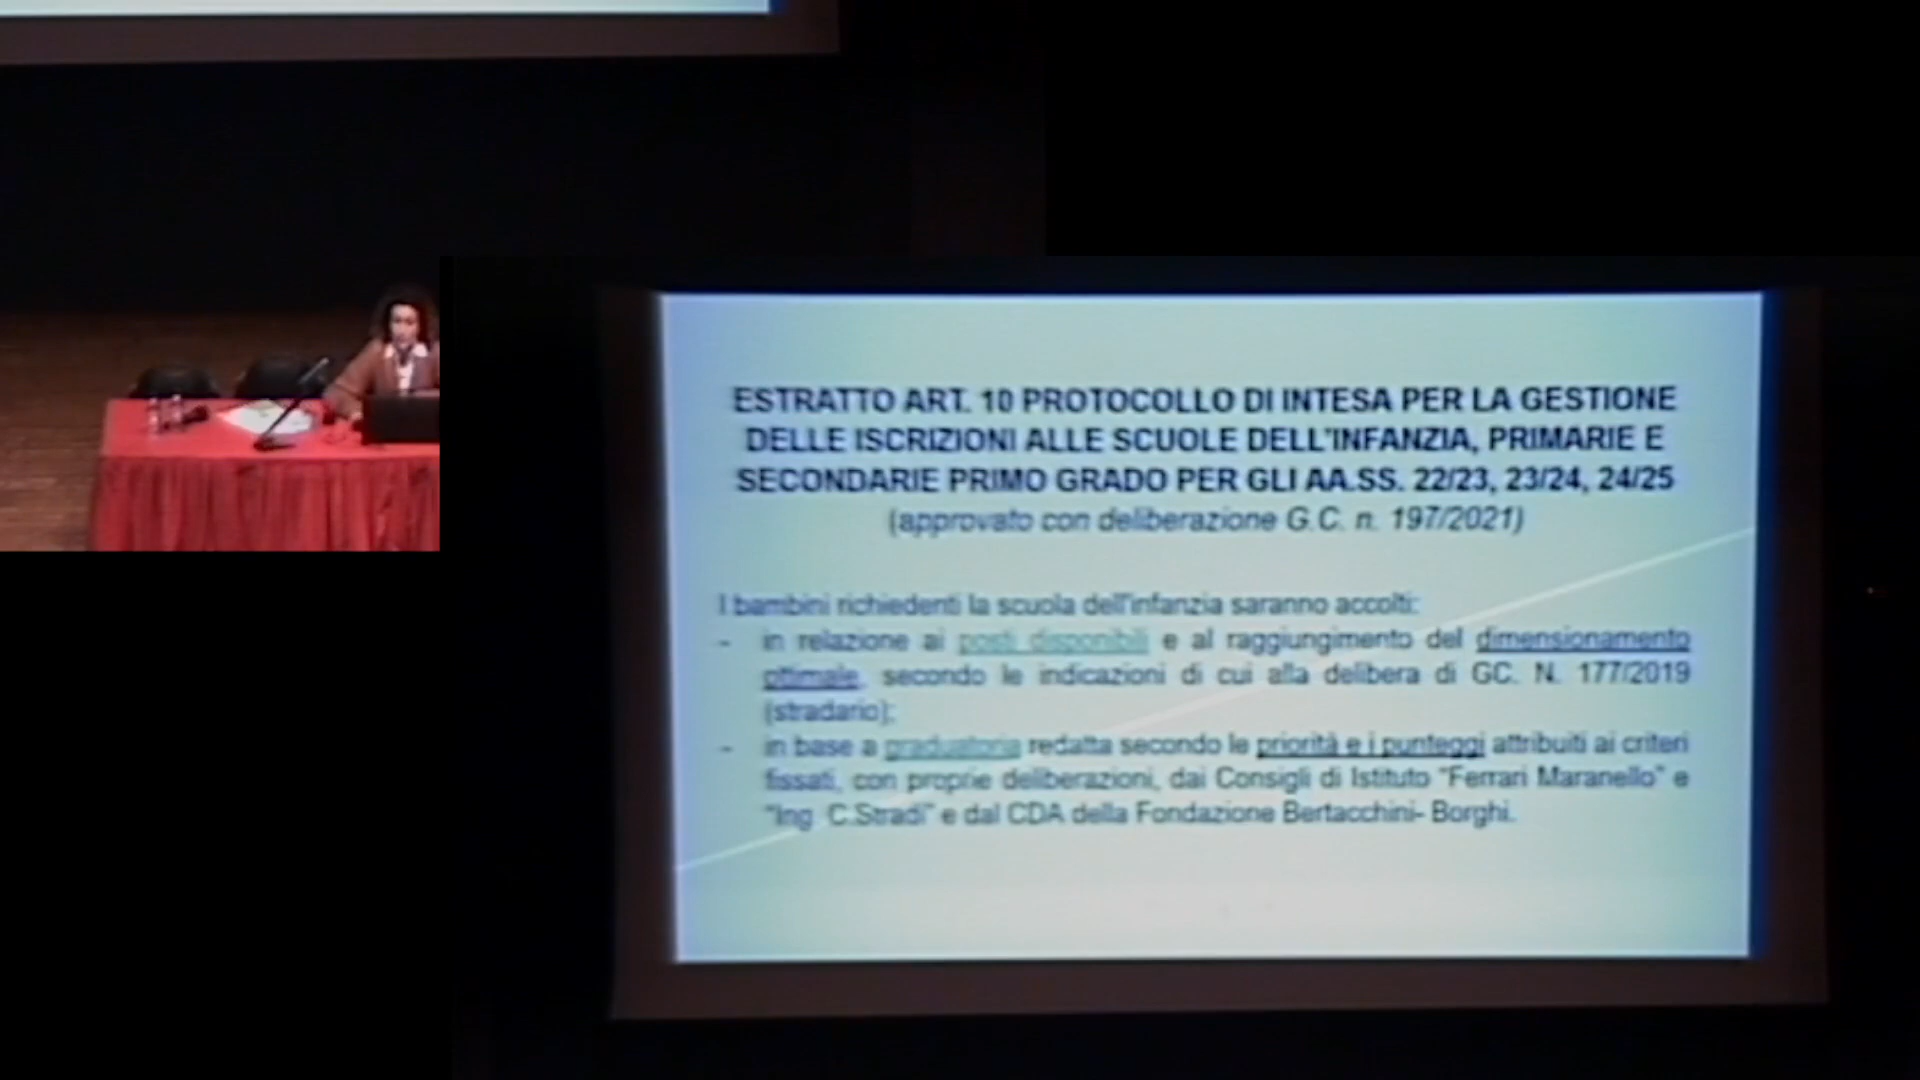 ESTRATTO ART. 10 PROTOCOLLO DI INTESA PER LA GESTIONE
DELLE ISCRIZIONI ALLE SCUOLE DELL'INFANZIA, PRIMARIE E
SECONDARIE PRIMO GRADO PER GLI AA.SS. 22/23, 23/24, 24/25
(approvato con deliberazione G.C. n. 197/2021)
I bambini richiedenti la scuola dell'infanzia saranno accolti:
- in relazione ai posti disponibili e al raggiungimento del dimensionamento
ottimale, secondo le indicazioni di cui alla delibera di GC. N. 177/2019
(stradario);
- in base a graduatoria redatta secondo le priorità e i punteggi attribuiti ai criteri
fissati, con proprie deliberazioni, dai Consigli di Istituto "Ferrari Maranello" e
"Ing C.Stradi" e dal CDA della Fondazione Bertacchini- Borghi.